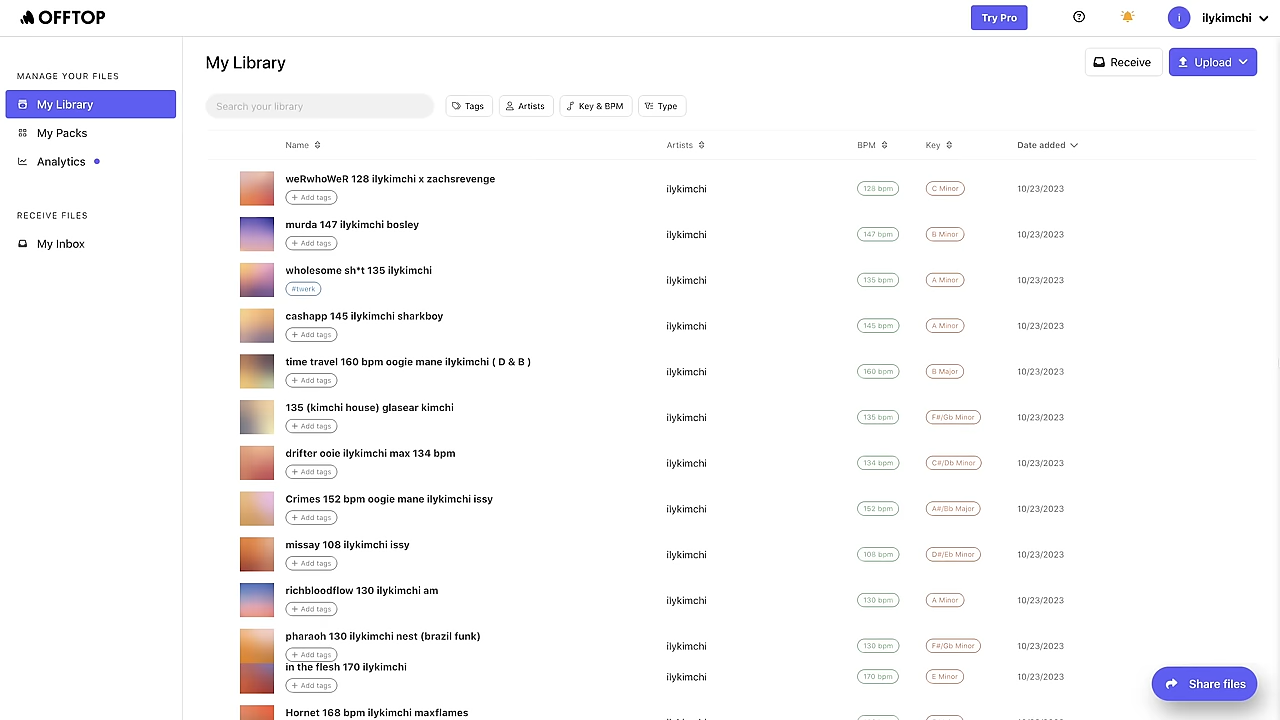 OFFTOP
Try Pro
i
ilykimchi
MANAGE YOUR FILES
My Library
My Packs
Analytics
RECEIVE FILES
My Inbox
My Library
Receive
Upload
Search your library
Tags
Artists
Key & BPM
Type
Name Artists BPM Key Date added
weRwhoWeR 128 ilykimchi x zachsrevenge
+ Add tags
ilykimchi 128 bpm C Minor 10/23/2023
murda 147 ilykimchi bosley
+ Add tags
ilykimchi 147 bpm B Minor 10/23/2023
wholesome sh*t 135 ilykimchi
#twerk
ilykimchi 135 bpm A Minor 10/23/2023
cashapp 145 ilykimchi sharkboy
+ Add tags
ilykimchi 145 bpm A Minor 10/23/2023
time travel 160 bpm oogie mane ilykimchi ( D & B )
+ Add tags
ilykimchi 160 bpm B Major 10/23/2023
135 (kimchi house) glasear kimchi
+ Add tags
ilykimchi 135 bpm F#/Gb Minor 10/23/2023
drifter ooie ilykimchi max 134 bpm
+ Add tags
ilykimchi 134 bpm C#/Db Minor 10/23/2023
Crimes 152 bpm oogie mane ilykimchi issy
+ Add tags
ilykimchi 152 bpm A#/Bb Major 10/23/2023
missay 108 ilykimchi issy
+ Add tags
ilykimchi 108 bpm D#/Eb Minor 10/23/2023
richbloodflow 130 ilykimchi am
+ Add tags
ilykimchi 130 bpm A Minor 10/23/2023
pharaoh 130 ilykimchi nest (brazil funk)
+ Add tags
ilykimchi 130 bpm F#/Gb Minor 10/23/2023
in the flesh 170 ilykimchi
+ Add tags
ilykimchi 170 bpm E Minor 10/23/2023
Hornet 168 bpm ilykimchi maxflames
Share files